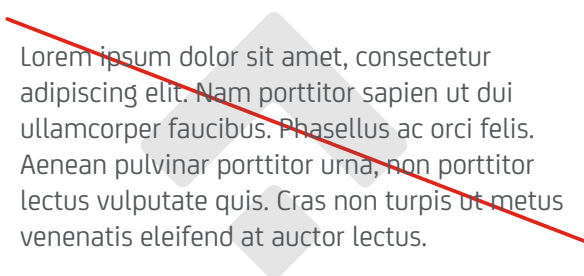 Lorem ipsum dolor sit amet, consectetur
adipiscing elit. Nam porttitor sapien ut dui
ullamcorper faucibus. Phasellus ac orci felis.
Aenean pulvinar porttitor urna, non porttitor
lectus vulputate quis. Cras non turpis ut metus
venenatis eleifend at auctor lectus.